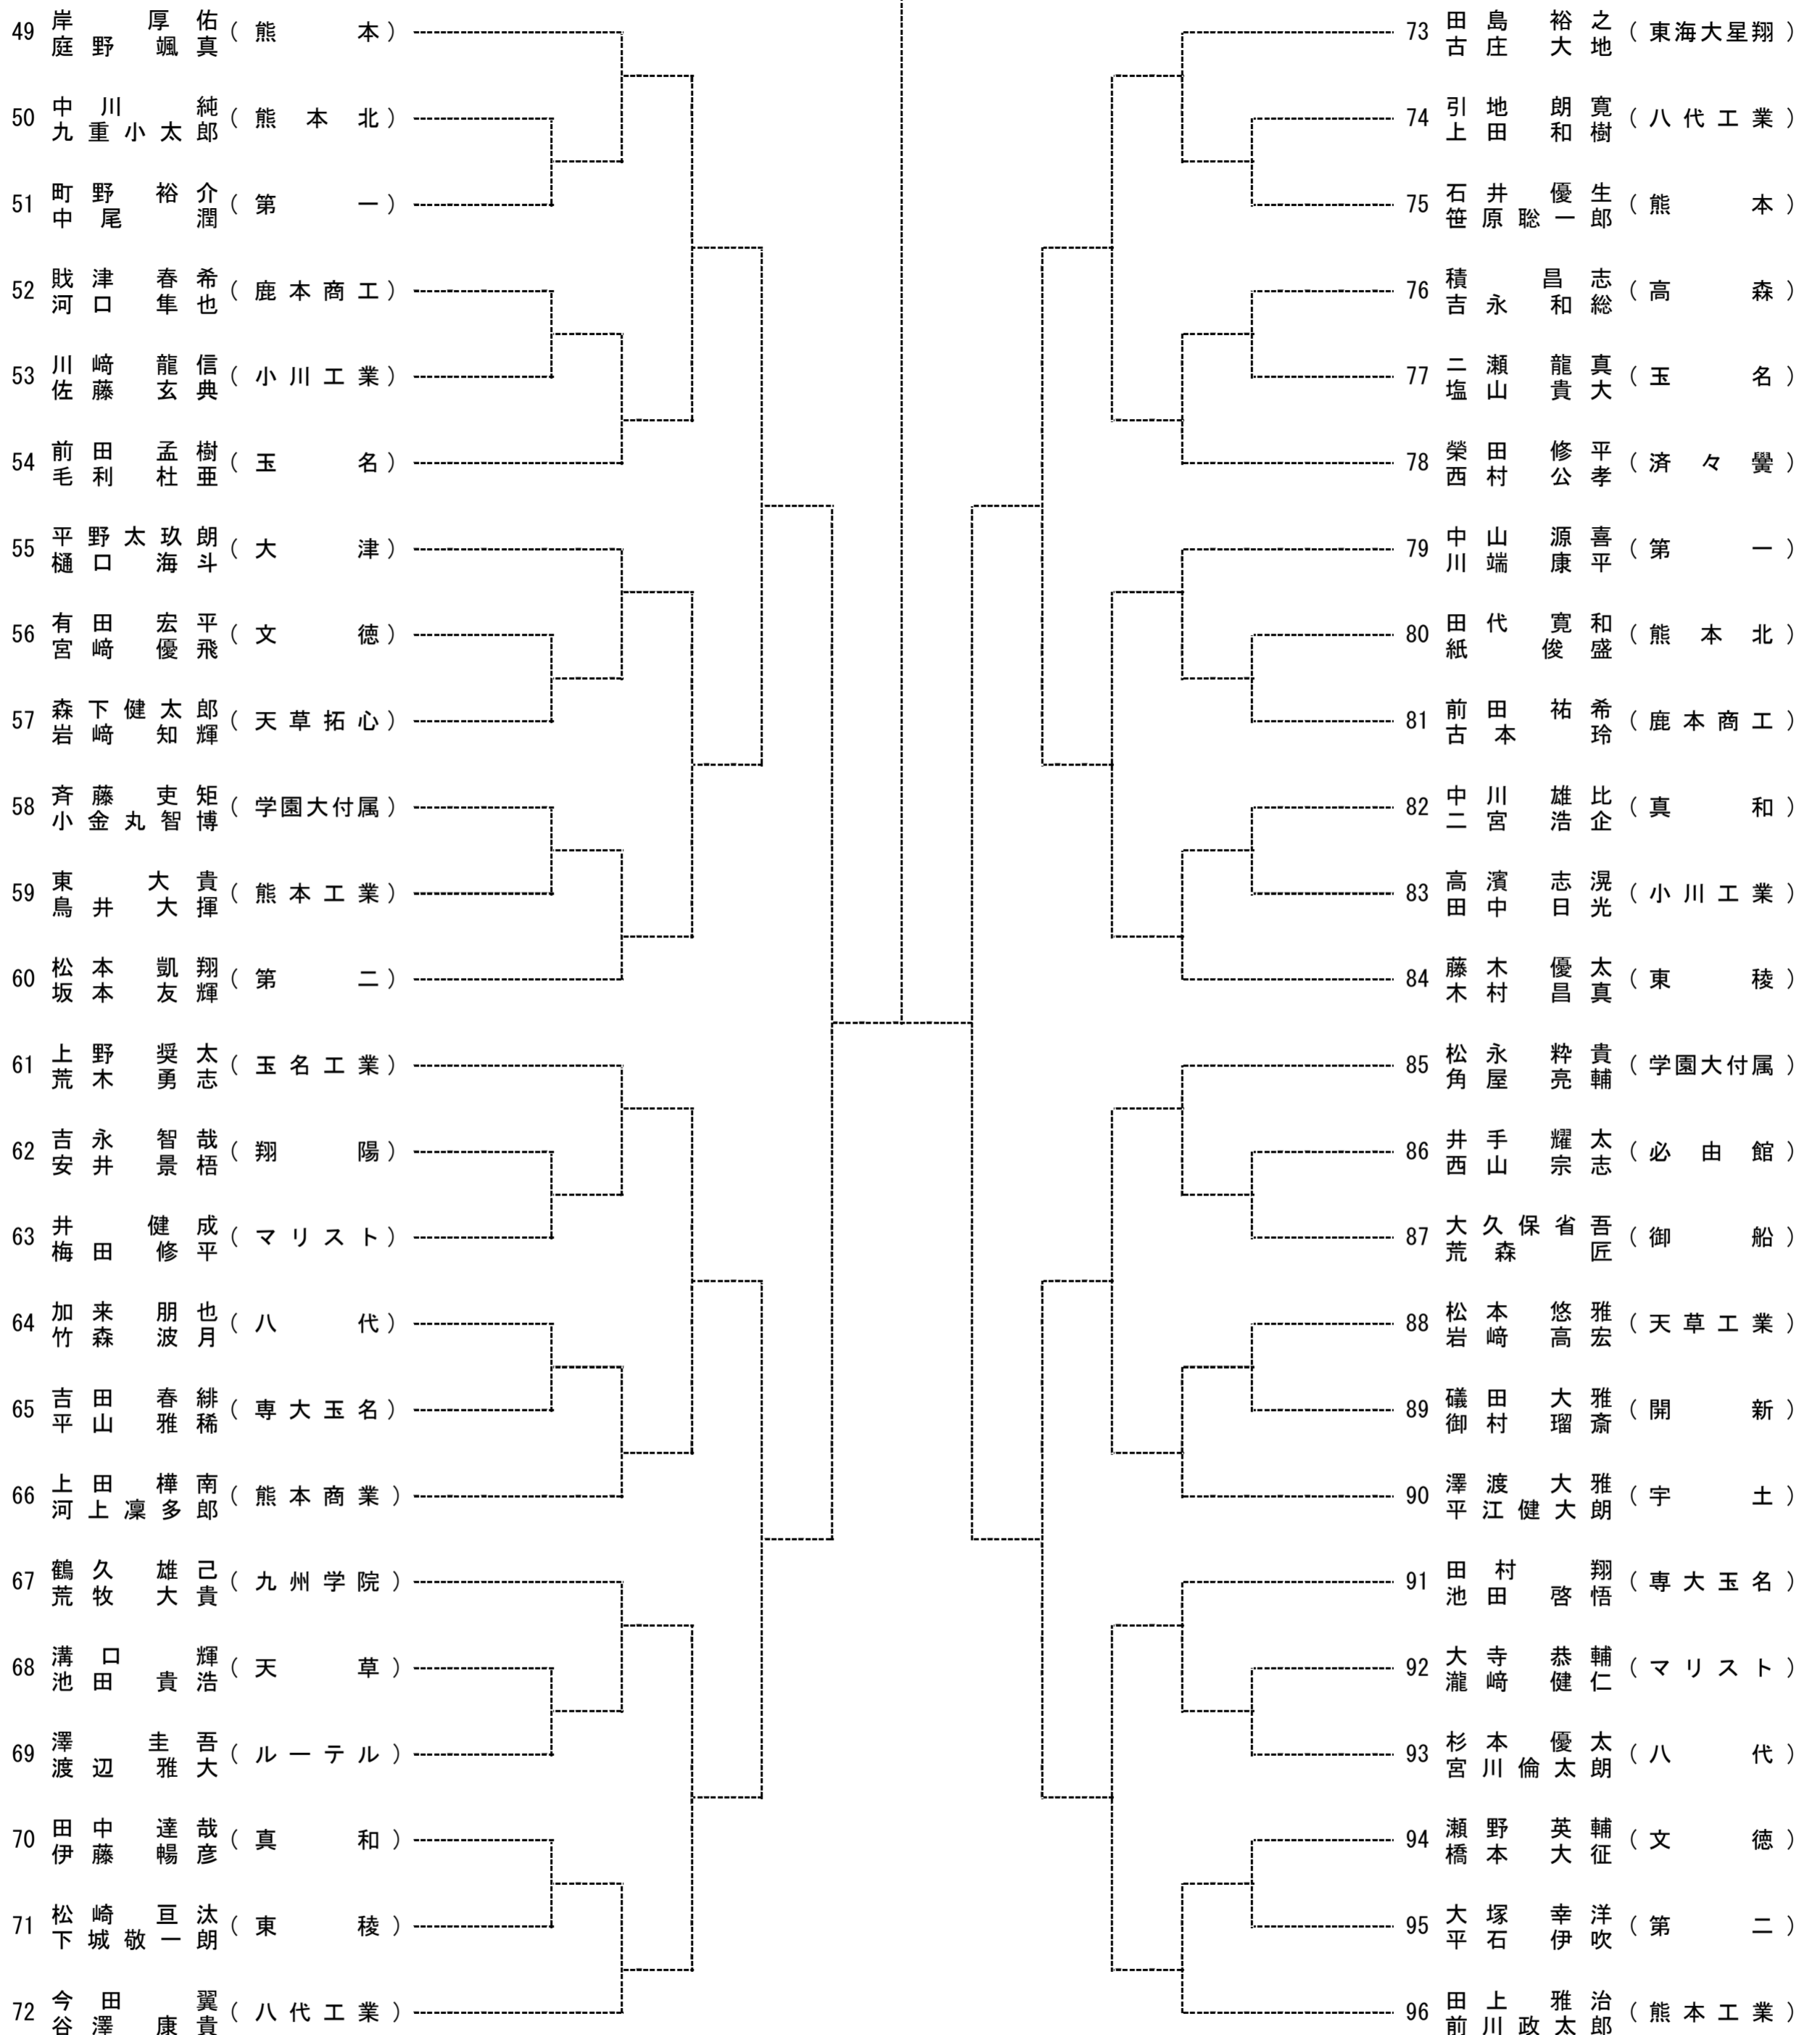 49 岸 厚佑 (熊本)
庭野 颯真
50 中川 純 (熊本北)
九重小太郎
51 町野 裕介 (第一)
中尾 潤
52 戝津 春希 (鹿本商工)
河口 隼也
53 川﨑 龍信 (小川工業)
佐藤 玄典
54 前田 孟樹 (玉名)
毛利 杜亜
55 平野太玖朗 (大津)
樋口 海斗
56 有田 宏平 (文徳)
宮﨑 優飛
57 森下健太郎 (天草拓心)
岩﨑 知輝
58 斉藤 吏矩 (学園大付属)
小金丸智博
59 東 大貴 (熊本工業)
鳥井 大揮
60 松本 凱翔 (第二)
坂本 友輝
61 上野 奨太 (玉名工業)
荒木 勇志
62 吉永 智哉 (翔陽)
安井 景梧
63 井 健成 (マリスト)
梅田 修平
64 加来 朋也 (八代)
竹森 波月
65 吉田 春緋 (専大玉名)
平山 雅稀
66 上田 樺南 (熊本商業)
河上凜多郎
67 鶴久 雄己 (九州学院)
荒牧 大貴
68 溝口 輝 (天草)
池田 貴浩
69 澤 圭吾 (ルーテル)
渡辺 雅大
70 田中 達哉 (真和)
伊藤 暢彦
71 松崎 亘汰 (東稜)
下城敬一朗
72 今田 翼 (八代工業)
谷澤 康貴
73 田島 裕之 (東海大星翔)
古庄 大地
74 引地 朗寛 (八代工業)
上田 和樹
75 石井 優生 (熊本)
笹原聡一郎
76 積 昌志 (高森)
吉永 和総
77 二瀬 龍真 (玉名)
塩山 貴大
78 榮田 修平 (済々黌)
西村 公孝
79 中山 源喜 (第一)
川端 康平
80 田代 寛和 (熊本北)
紙 俊盛
81 前田 祐希 (鹿本商工)
古本 玲
82 中川 雄比 (真和)
二宮 浩企
83 高濱 志滉 (小川工業)
田中 日光
84 藤木 優太 (東稜)
木村 昌真
85 松永 粋貴 (学園大付属)
角屋 亮輔
86 井手 耀太 (必由館)
西山 宗志
87 大久保省吾 (御船)
荒森 匠
88 松本 悠雅 (天草工業)
岩﨑 高宏
89 礒田 大雅 (開新)
御村 瑠斎
90 澤渡 大雅 (宇土)
平江健大朗
91 田村 翔 (専大玉名)
池田 啓悟
92 大寺 恭輔 (マリスト)
瀧﨑 健仁
93 杉本 優太 (八代)
宮川倫太朗
94 瀬野 英輔 (文徳)
橋本 大征
95 大塚 幸洋 (第二)
平石 伊吹
96 田上 雅治 (熊本工業)
前川政太郎